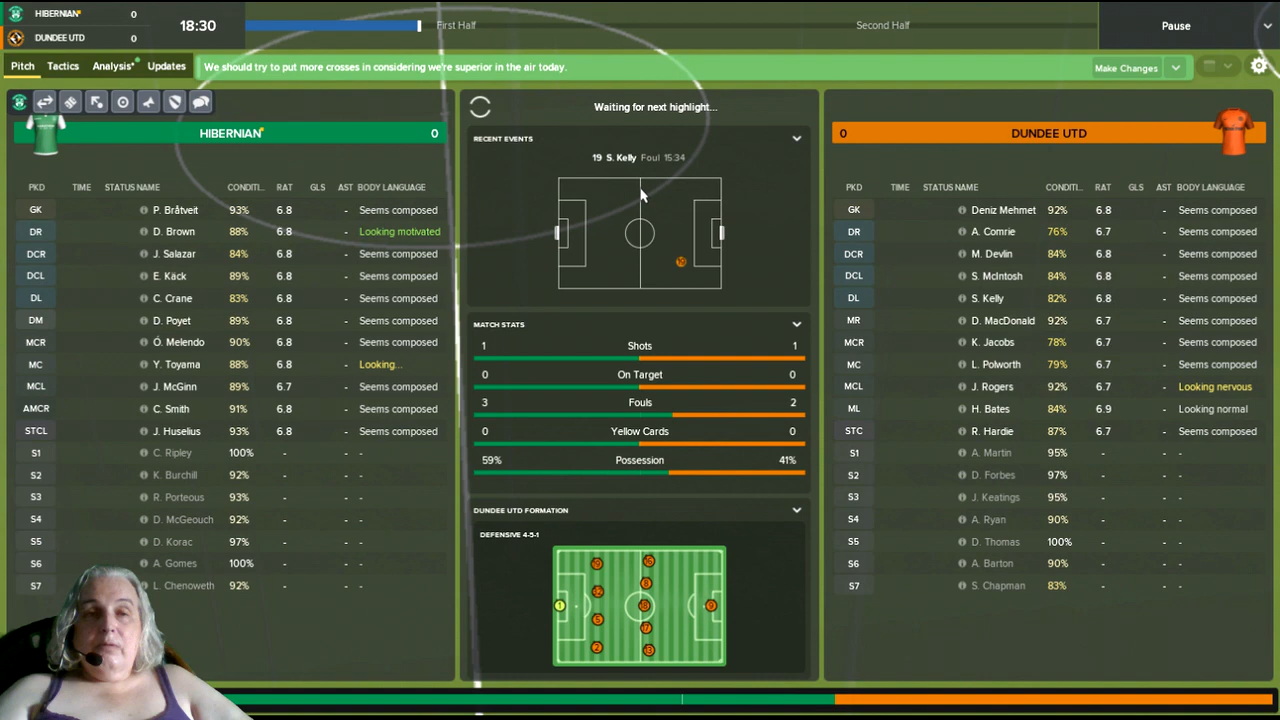 HIBERNIAN 0
DUNDEE UTD 0
18:30
First Half
Second Half
Pause
Pitch Tactics Analysis* Updates
We should try to put more crosses in considering we're superior in the air today.
Make Changes
HIBERNIAN 0
PKD TIME STATUS NAME CONDITI... RAT GLS AST BODY LANGUAGE
GK P. Bråtveit 93% 6.8 - Seems composed
DR D. Brown 88% 6.8 - Looking motivated
DCR J. Salazar 84% 6.8 - Seems composed
DCL E. Käck 89% 6.8 - Seems composed
DL C. Crane 83% 6.8 - Seems composed
DM D. Poyet 89% 6.8 - Seems composed
MCR Ó. Melendo 90% 6.8 - Seems composed
MC Y. Toyama 88% 6.8 - Looking...
MCL J. McGinn 89% 6.7 - Seems composed
AMCR C. Smith 91% 6.8 - Seems composed
STCL J. Huselius 93% 6.8 - Seems composed
S1 C. Ripley 100% - - -
S2 K. Burchill 92% - - -
S3 R. Porteous 93% - - -
S4 D. McGeouch 92% - - -
S5 D. Korac 97% - - -
S6 A. Gomes 100% - - -
S7 L. Chenoweth 92% - - -
Waiting for next highlight...
RECENT EVENTS
19 S. Kelly Foul 15:34
MATCH STATS
1 Shots 1
0 On Target 0
3 Fouls 2
0 Yellow Cards 0
59% Possession 41%
DUNDEE UTD FORMATION
DEFENSIVE 4-5-1
0 DUNDEE UTD
PKD TIME STATUS NAME CONDITI... RAT GLS AST BODY LANGUAGE
GK Deniz Mehmet 92% 6.8 - Seems composed
DR A. Comrie 76% 6.7 - Seems composed
DCR M. Devlin 84% 6.8 - Seems composed
DCL S. McIntosh 84% 6.8 - Seems composed
DL S. Kelly 82% 6.8 - Seems composed
MR D. MacDonald 92% 6.7 - Seems composed
MCR K. Jacobs 78% 6.7 - Seems composed
MC L. Polworth 79% 6.7 - Seems composed
MCL J. Rogers 92% 6.7 - Looking nervous
ML H. Bates 84% 6.9 - Looking normal
STC R. Hardie 87% 6.7 - Seems composed
S1 A. Martin 95% - - -
S2 D. Forbes 97% - - -
S3 J. Keatings 95% - - -
S4 A. Ryan 90% - - -
S5 D. Thomas 100% - - -
S6 A. Barton 90% - - -
S7 S. Chapman 83% - - -